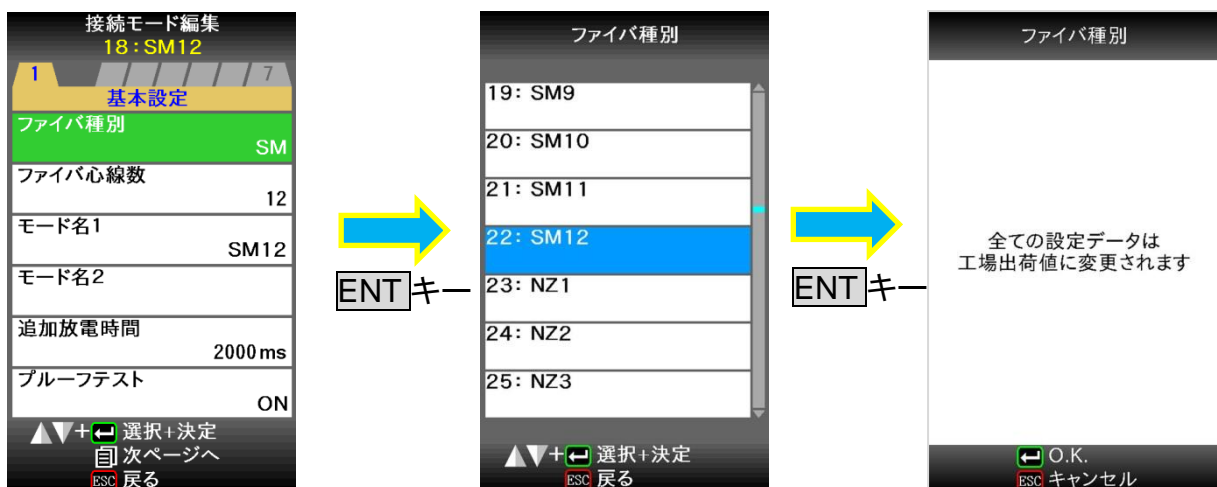 接続モード編集
18:SM12
1
7
基本設定
ファイバ種別
SM
ファイバ心線数
12
モード名1
SM12
モード名2
追加放電時間
2000ms
プルーフテスト
ON
+ 選択+決定
次ページへ
ESC 戻る
ENT キー
ファイバ種別
19: SM9
20: SM10
21: SM11
22: SM12
23: NZ1
24: NZ2
25: NZ3
+ 選択+決定
ESC 戻る
ENT キー
ファイバ種別
全ての設定データは
工場出荷値に変更されます
O.K.
ESC キャンセル